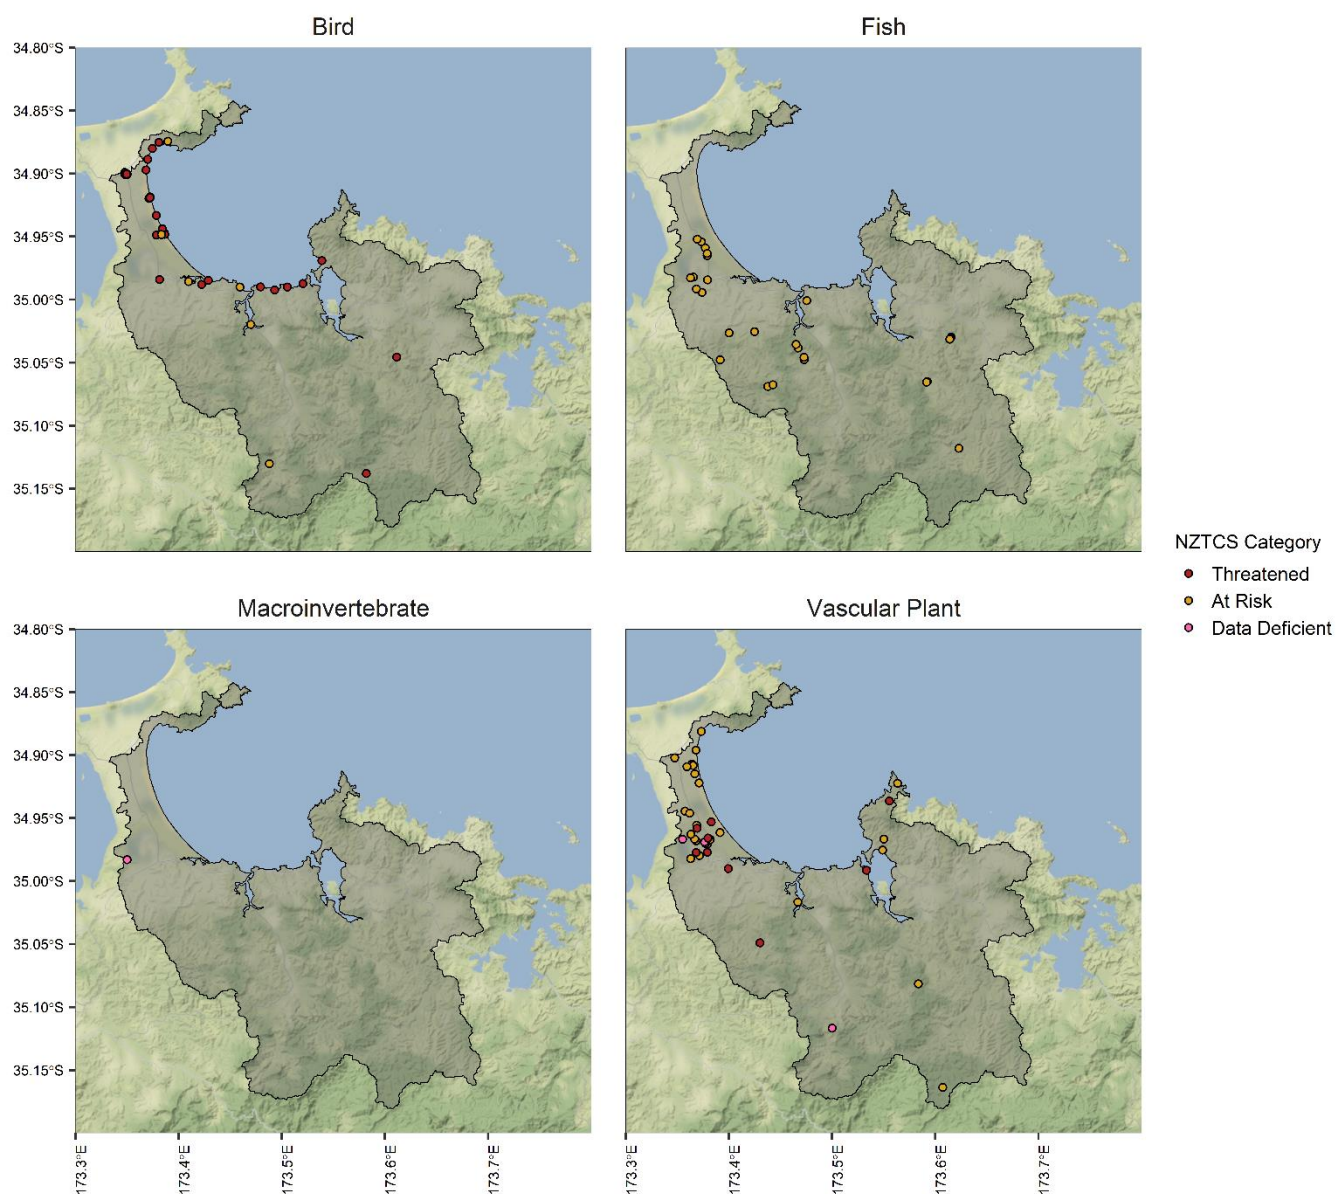 Bird
Fish
34.80°S
34.85°S
34.90°S
34.95°S
35.00°S
35.05°S
35.10°S
35.15°S
NZTCS Category
Threatened
At Risk
Data Deficient
Macroinvertebrate
Vascular Plant
34.80°S
34.85°S
34.90°S
34.95°S
35.00°S
35.05°S
35.10°S
35.15°S
173.3°E
173.4°E
173.5°E
173.6°E
173.7°E
173.3°E
173.4°E
173.5°E
173.6°E
173.7°E